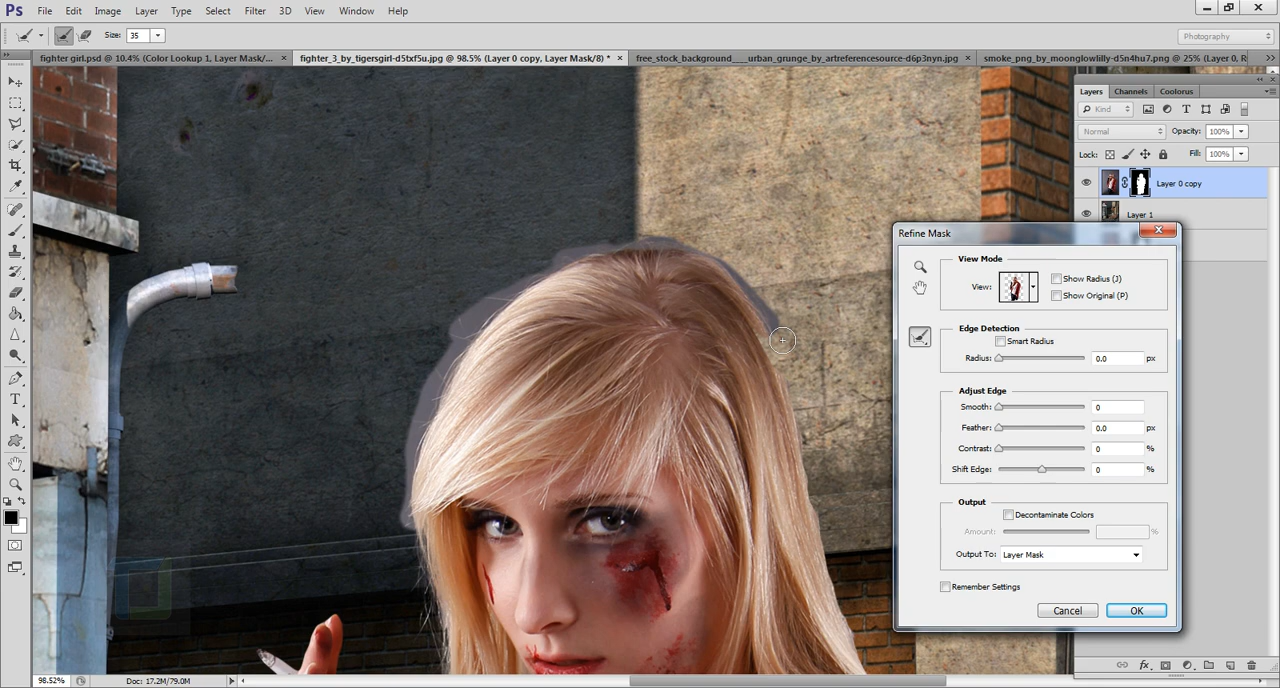 Ps File Edit Image Layer Type Select Filter 3D View Window Help
Size: 35
Photography
fighter girl.psd @ 10.4% (Color Lookup 1, Layer Mask/... ×
fighter_3_by_tigersgirl-d5txf5u.jpg @ 98.5% (Layer 0 copy, Layer Mask/8) * ×
free_stock_background___urban_grunge_by_artreferencesource-d6p3nyn.jpg ×
smoke_png_by_moonglowlilly-d5n4hu7.png @ 25% (Layer 0, R
Layers Channels Coolorus
Kind
Normal Opacity: 100%
Lock: Fill: 100%
Layer 0 copy
Layer 1
Refine Mask
View Mode
View: Show Radius (J)
Show Original (P)
Edge Detection
Smart Radius
Radius: 0.0 px
Adjust Edge
Smooth: 0
Feather: 0.0 px
Contrast: 0 %
Shift Edge: 0 %
Output
Decontaminate Colors
Amount: %
Output To: Layer Mask
Remember Settings
Cancel OK
98.52% Doc: 17.2M/79.0M
fx